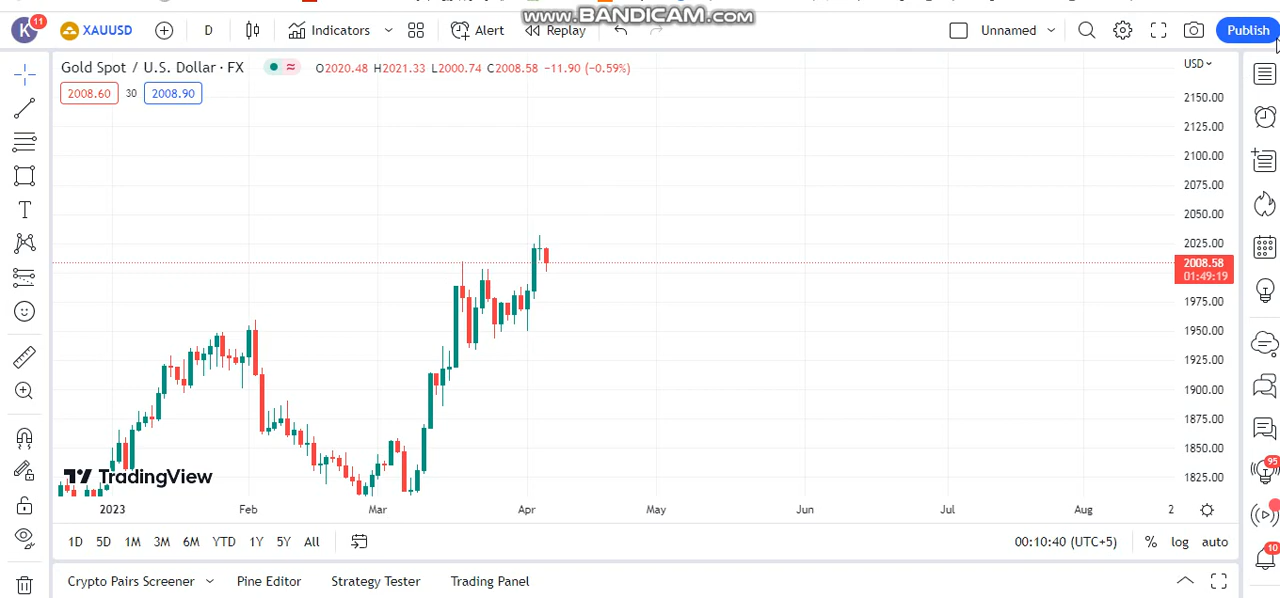 www.BANDICAM.com
K 11 XAUUSD D Indicators Alert Replay Unnamed Publish
Gold Spot / U.S. Dollar · FX O2020.48 H2021.33 L2000.74 C2008.58 −11.90 (−0.59%) USD
2008.60 30 2008.90
2150.00
2125.00
2100.00
2075.00
2050.00
2025.00
2008.58
01:49:19
1975.00
1950.00
1925.00
1900.00
1875.00
1850.00
1825.00
TradingView
2023 Feb Mar Apr May Jun Jul Aug 2
1D 5D 1M 3M 6M YTD 1Y 5Y All 00:10:40 (UTC+5) % log auto
Crypto Pairs Screener Pine Editor Strategy Tester Trading Panel
95
10